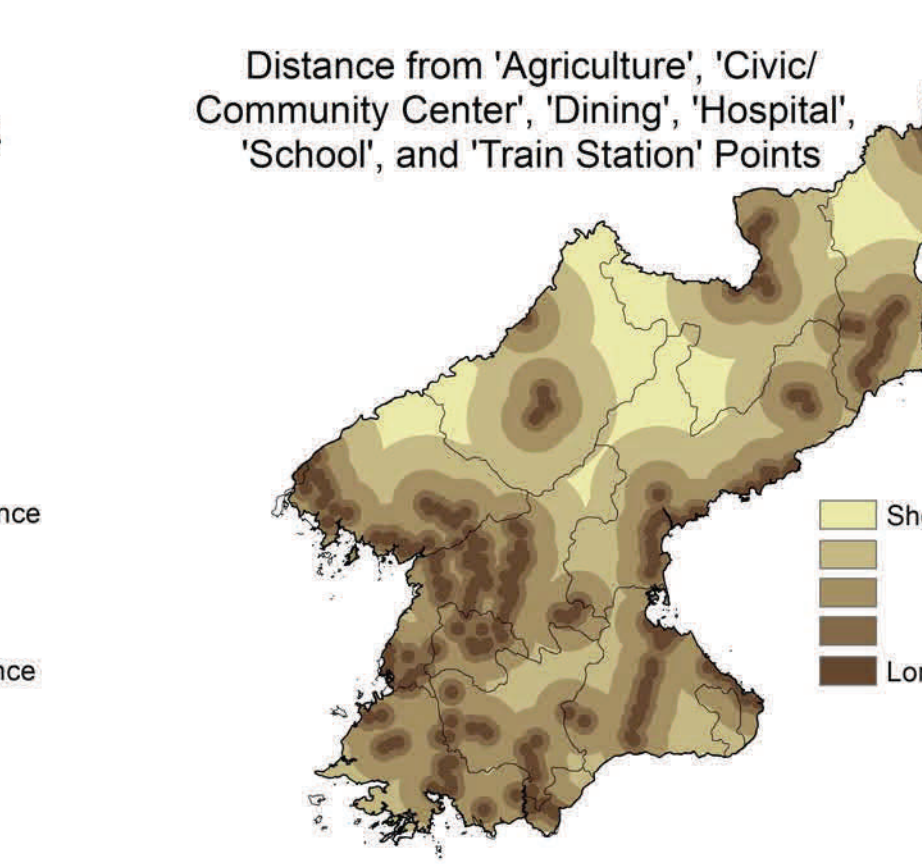 Distance from 'Agriculture', 'Civic/
Community Center', 'Dining', 'Hospital',
'School', and 'Train Station' Points